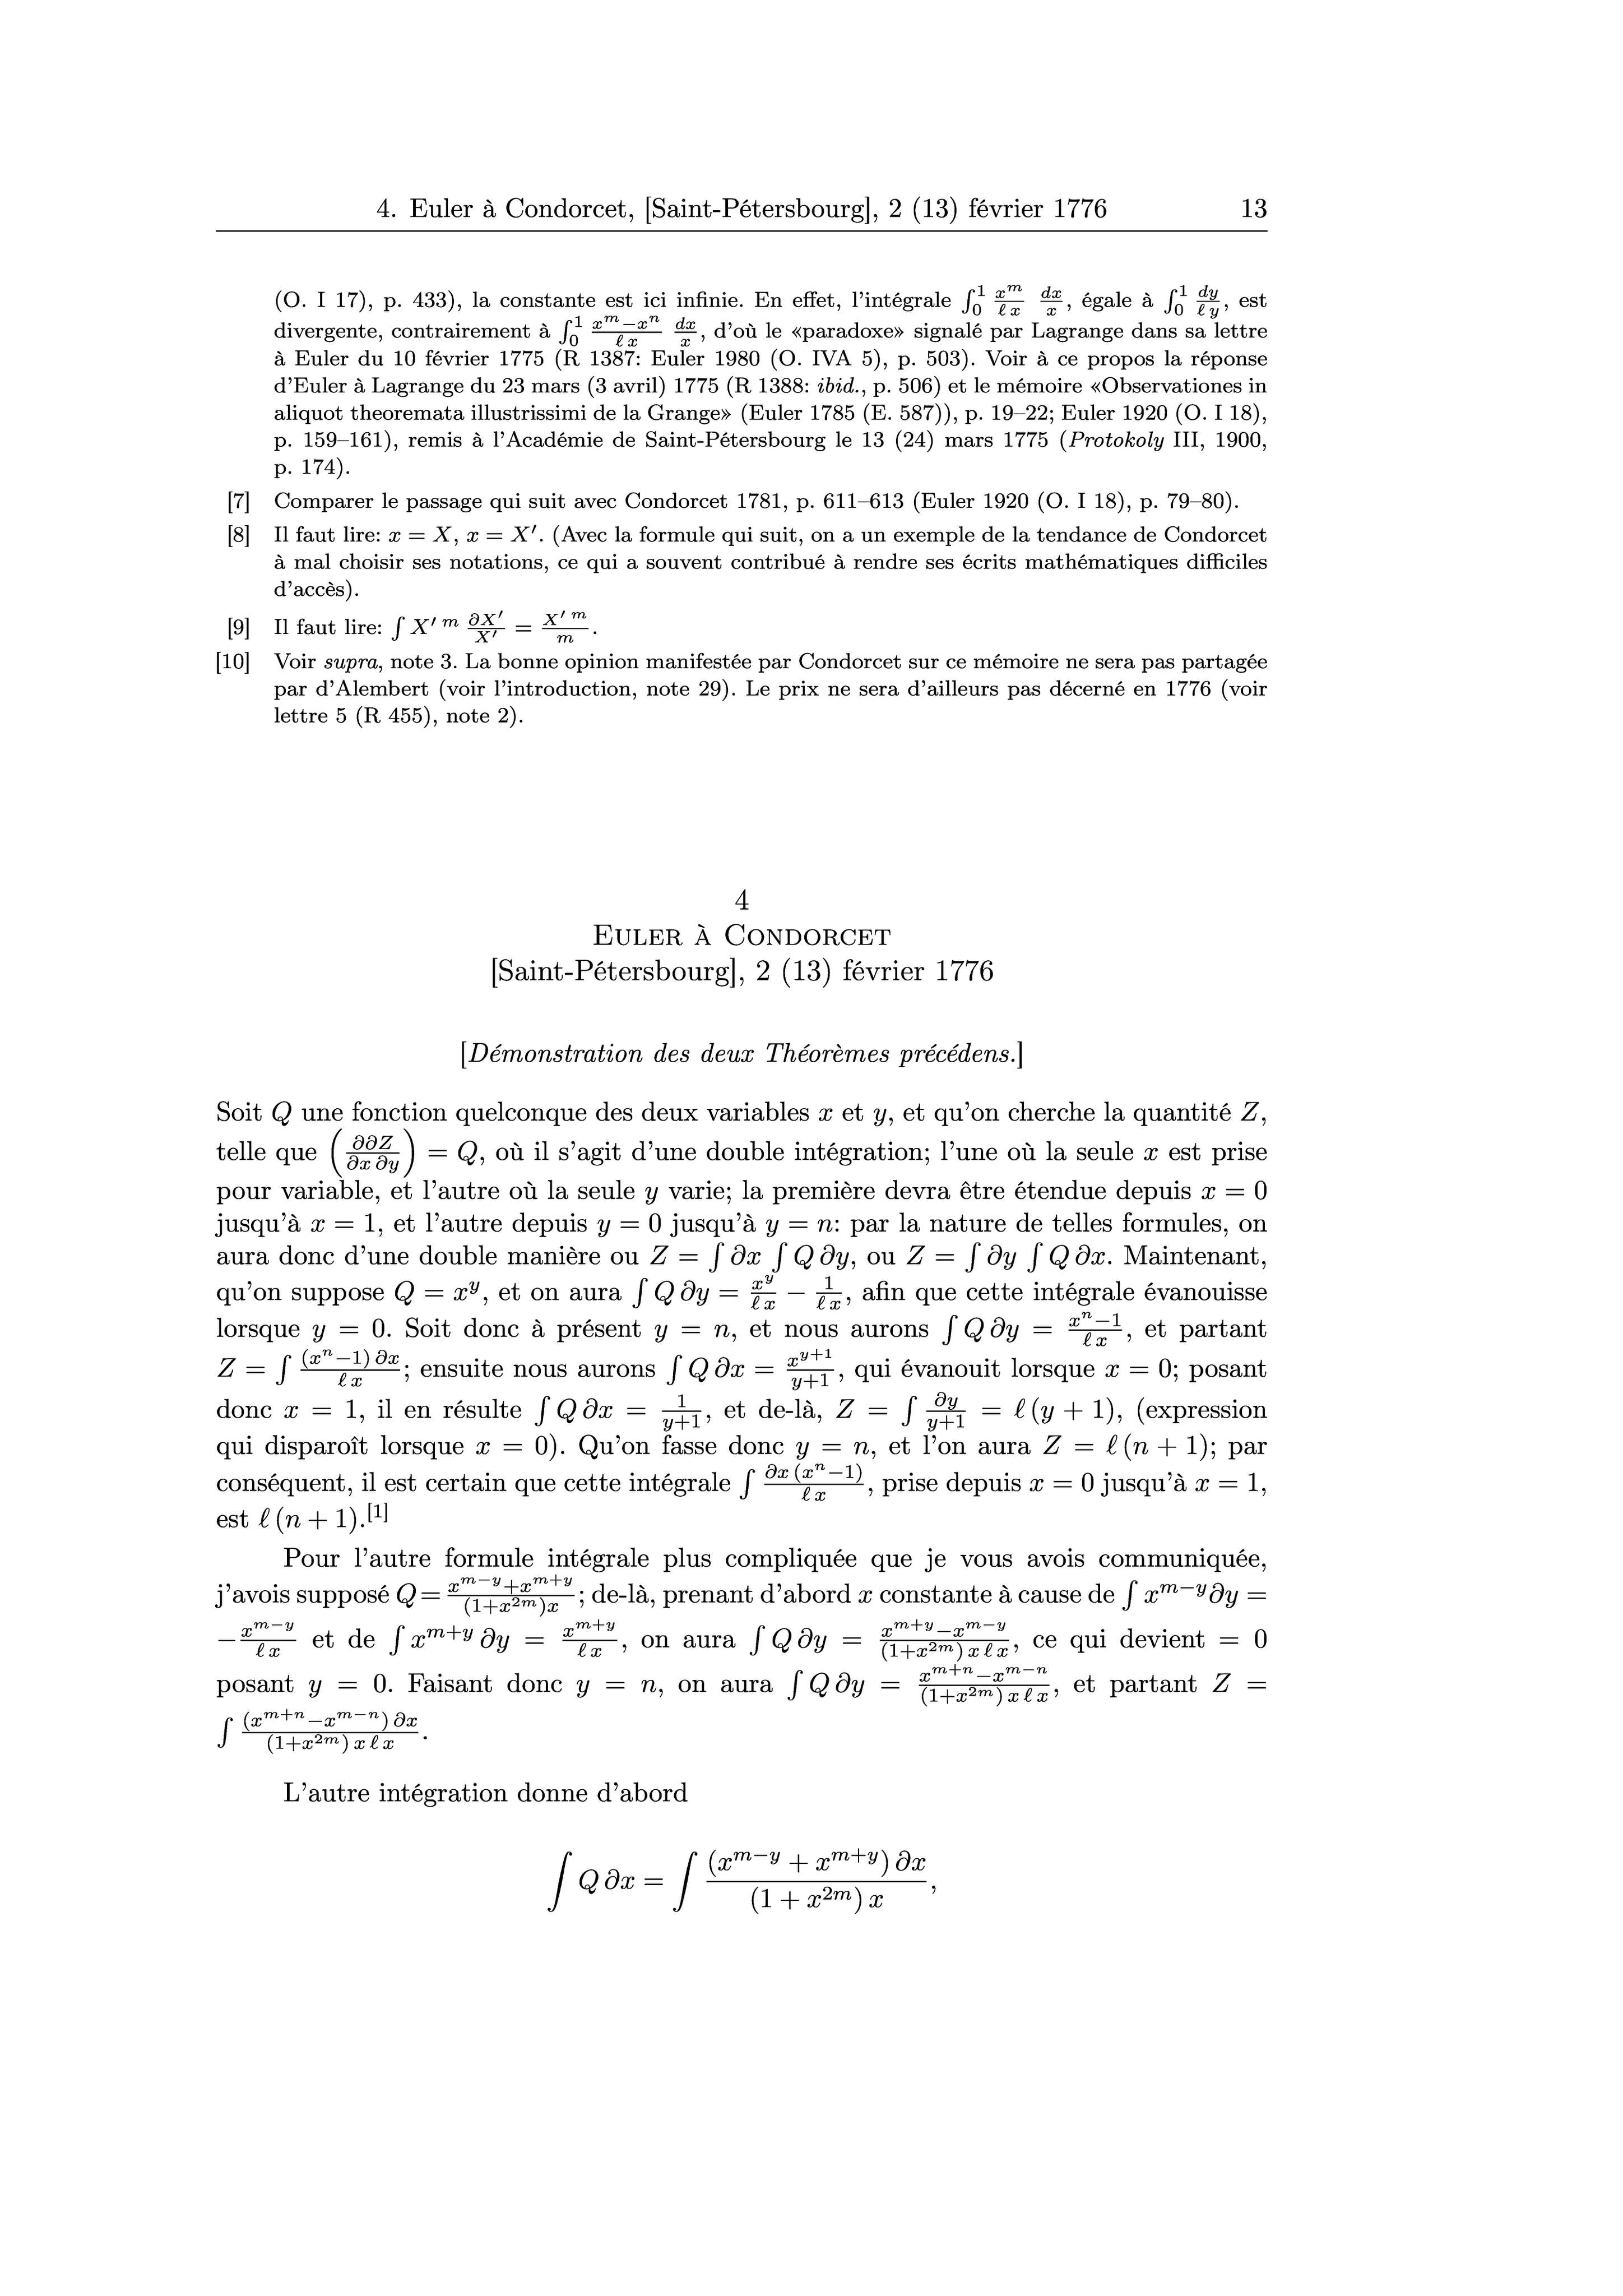 4. Euler à Condorcet, [Saint-Pétersbourg], 2 (13) février 1776 13
(O. I 17), p. 433), la constante est ici infinie. En effet, l'intégrale $\int_0^1 \frac{x^m}{\ell x} \frac{dx}{x}$, égale à $\int_0^1 \frac{dy}{\ell y}$, est
divergente, contrairement à $\int_0^1 \frac{x^m - x^n}{\ell x} \frac{dx}{x}$, d'où le «paradoxe» signalé par Lagrange dans sa lettre
à Euler du 10 février 1775 (R 1387: Euler 1980 (O. IVA 5), p. 503). Voir à ce propos la réponse
d'Euler à Lagrange du 23 mars (3 avril) 1775 (R 1388: ibid., p. 506) et le mémoire «Observationes in
aliquot theoremata illustrissimi de la Grange» (Euler 1785 (E. 587)), p. 19–22; Euler 1920 (O. I 18),
p. 159–161), remis à l'Académie de Saint-Pétersbourg le 13 (24) mars 1775 (Protokoly III, 1900,
p. 174).
[7] Comparer le passage qui suit avec Condorcet 1781, p. 611–613 (Euler 1920 (O. I 18), p. 79–80).
[8] Il faut lire: $x = X$, $x = X'$. (Avec la formule qui suit, on a un exemple de la tendance de Condorcet
à mal choisir ses notations, ce qui a souvent contribué à rendre ses écrits mathématiques difficiles
d'accès).
[9] Il faut lire: $\int X'^{\,m} \frac{\partial X'}{X'} = \frac{X'^{\,m}}{m}$.
[10] Voir supra, note 3. La bonne opinion manifestée par Condorcet sur ce mémoire ne sera pas partagée
par d'Alembert (voir l'introduction, note 29). Le prix ne sera d'ailleurs pas décerné en 1776 (voir
lettre 5 (R 455), note 2).
4
Euler à Condorcet
[Saint-Pétersbourg], 2 (13) février 1776
[Démonstration des deux Théorèmes précédens.]
Soit $Q$ une fonction quelconque des deux variables $x$ et $y$, et qu'on cherche la quantité $Z$,
telle que $\left(\frac{\partial\partial Z}{\partial x\,\partial y}\right) = Q$, où il s'agit d'une double intégration; l'une où la seule $x$ est prise
pour variable, et l'autre où la seule $y$ varie; la première devra être étendue depuis $x = 0$
jusqu'à $x = 1$, et l'autre depuis $y = 0$ jusqu'à $y = n$: par la nature de telles formules, on
aura donc d'une double manière ou $Z = \int \partial x \int Q\,\partial y$, ou $Z = \int \partial y \int Q\,\partial x$. Maintenant,
qu'on suppose $Q = x^y$, et on aura $\int Q\,\partial y = \frac{x^y}{\ell x} - \frac{1}{\ell x}$, afin que cette intégrale évanouisse
lorsque $y = 0$. Soit donc à présent $y = n$, et nous aurons $\int Q\,\partial y = \frac{x^n - 1}{\ell x}$, et partant
$Z = \int \frac{(x^n - 1)\,\partial x}{\ell x}$; ensuite nous aurons $\int Q\,\partial x = \frac{x^{y+1}}{y+1}$, qui évanouit lorsque $x = 0$; posant
donc $x = 1$, il en résulte $\int Q\,\partial x = \frac{1}{y+1}$, et de-là, $Z = \int \frac{\partial y}{y+1} = \ell\,(y + 1)$, (expression
qui disparoît lorsque $x = 0$). Qu'on fasse donc $y = n$, et l'on aura $Z = \ell\,(n + 1)$; par
conséquent, il est certain que cette intégrale $\int \frac{\partial x\,(x^n - 1)}{\ell x}$, prise depuis $x = 0$ jusqu'à $x = 1$,
est $\ell\,(n + 1)$.[1]
Pour l'autre formule intégrale plus compliquée que je vous avois communiquée,
j'avois supposé $Q = \frac{x^{m-y} + x^{m+y}}{(1+x^{2m})x}$; de-là, prenant d'abord $x$ constante à cause de $\int x^{m-y} \partial y =$
$-\frac{x^{m-y}}{\ell x}$ et de $\int x^{m+y}\,\partial y = \frac{x^{m+y}}{\ell x}$, on aura $\int Q\,\partial y = \frac{x^{m+y} - x^{m-y}}{(1+x^{2m})\,x\,\ell x}$, ce qui devient $= 0$
posant $y = 0$. Faisant donc $y = n$, on aura $\int Q\,\partial y = \frac{x^{m+n} - x^{m-n}}{(1+x^{2m})\,x\,\ell x}$, et partant $Z =$
$\int \frac{(x^{m+n} - x^{m-n})\,\partial x}{(1+x^{2m})\,x\,\ell x}$.
L'autre intégration donne d'abord
$\int Q\,\partial x = \int \frac{(x^{m-y} + x^{m+y})\,\partial x}{(1 + x^{2m})\,x}$,